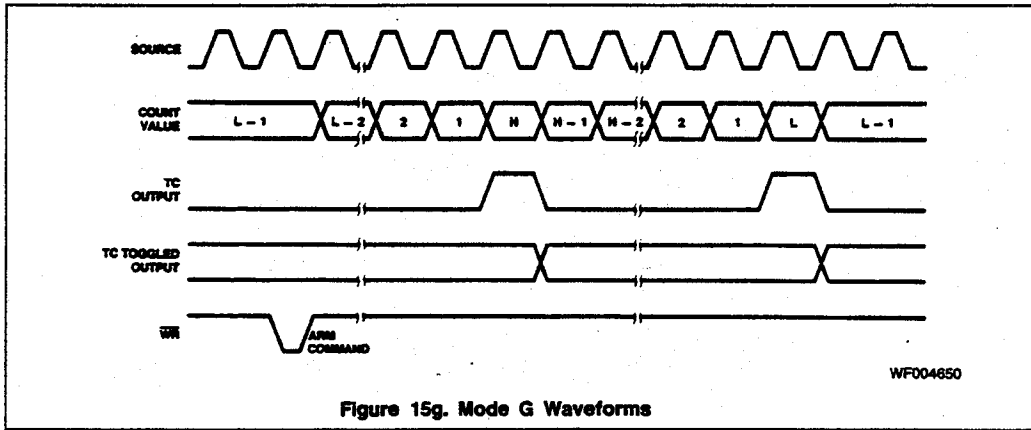 SOURCE
COUNT
VALUE
L – 1 L – 2 2 1 H H – 1 H – 2 2 1 L L – 1
TC
OUTPUT
TC TOGGLED
OUTPUT
WR
ARM
COMMAND
WF004650
Figure 15g. Mode G Waveforms